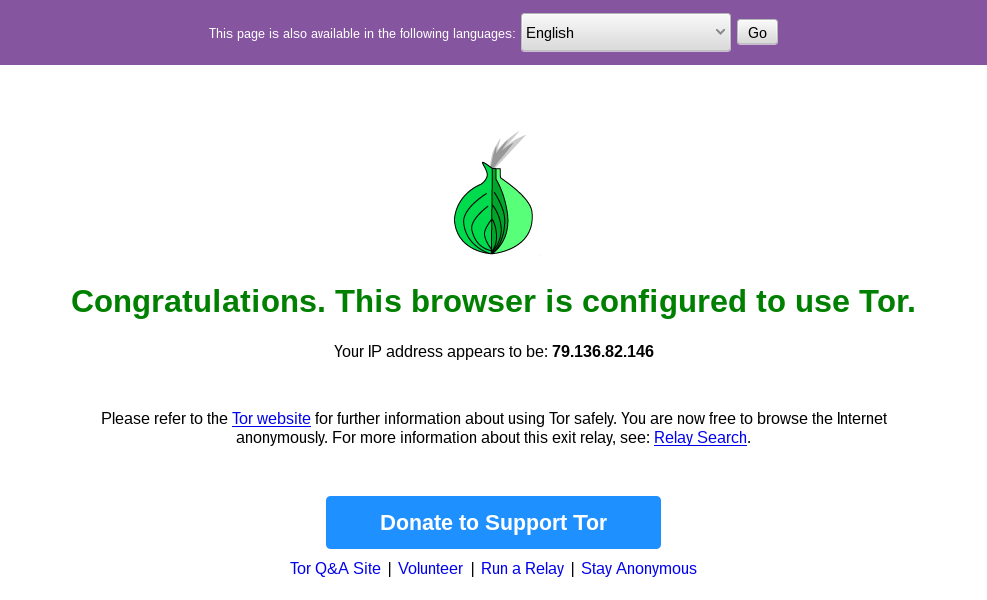 This page is also available in the following languages: English Go
Congratulations. This browser is configured to use Tor.
Your IP address appears to be: 79.136.82.146
Please refer to the Tor website for further information about using Tor safely. You are now free to browse the Internet
anonymously. For more information about this exit relay, see: Relay Search.
Donate to Support Tor
Tor Q&A Site | Volunteer | Run a Relay | Stay Anonymous